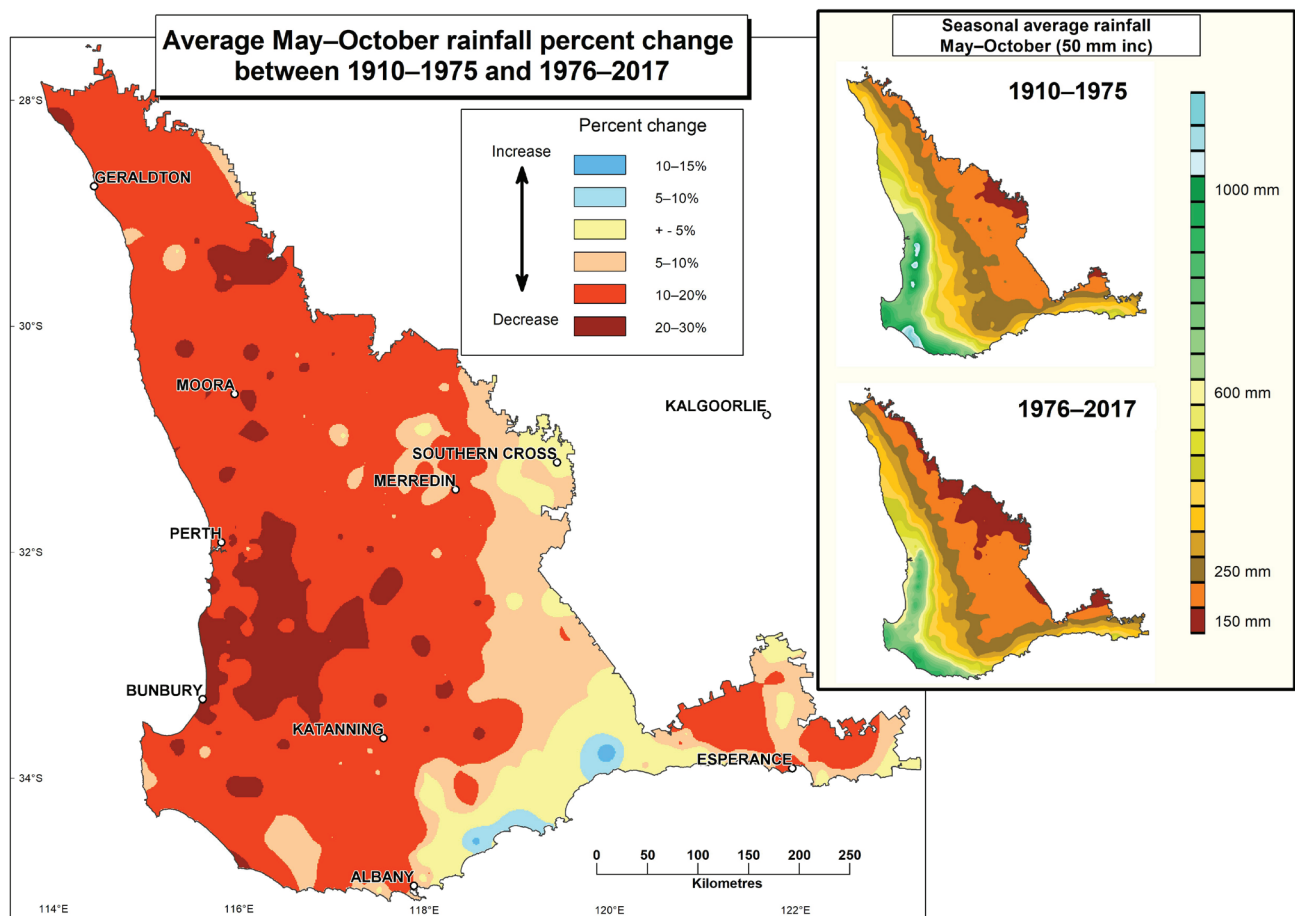 Average May–October rainfall percent change
between 1910–1975 and 1976–2017
Percent change
Increase
Decrease
10–15%
5–10%
+ - 5%
5–10%
10–20%
20–30%
28°S
30°S
32°S
34°S
114°E
116°E
118°E
120°E
122°E
GERALDTON
MOORA
KALGOORLIE
SOUTHERN CROSS
MERREDIN
PERTH
BUNBURY
KATANNING
ESPERANCE
ALBANY
0 50 100 150 200 250
Kilometres
Seasonal average rainfall
May–October (50 mm inc)
1910–1975
1976–2017
1000 mm
600 mm
250 mm
150 mm